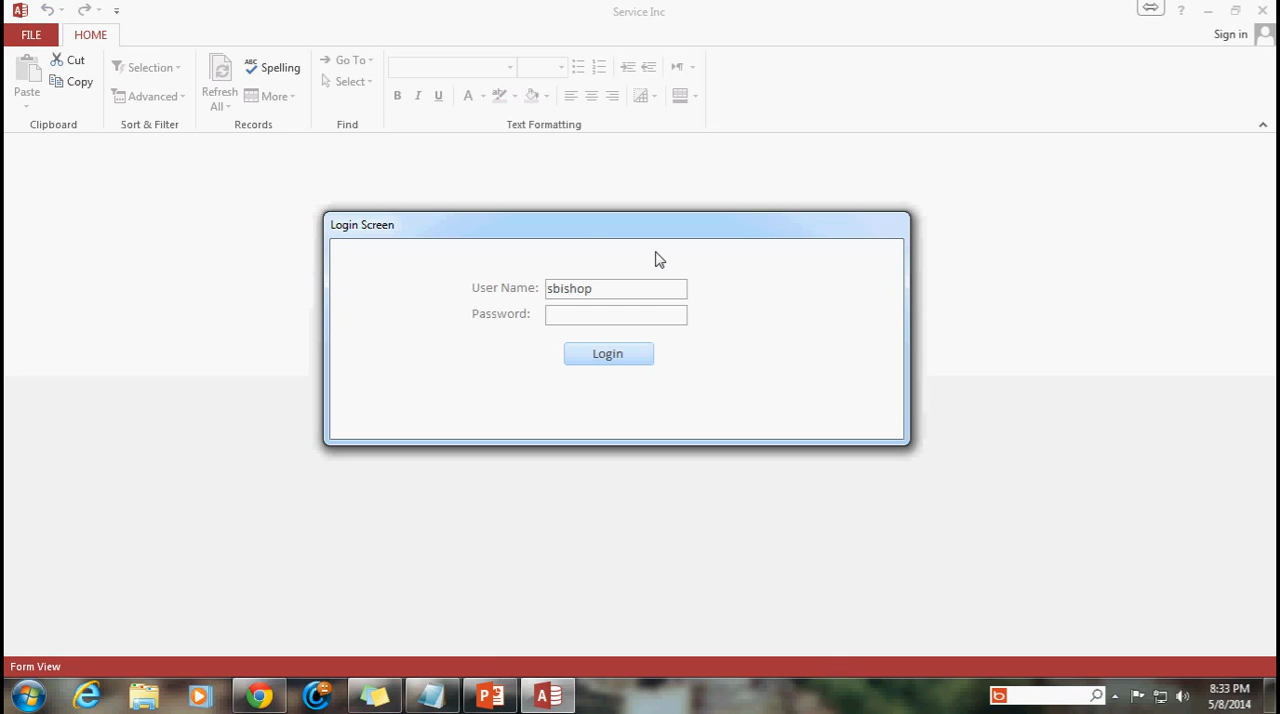 Service Inc
?
FILE HOME Sign in
Paste Cut Copy
Clipboard
Selection
Advanced
Sort & Filter
Refresh All
ABC Spelling
More
Records
Go To
Select
Find
B I U A
Text Formatting
Login Screen
User Name: sbishop
Password:
Login
Form View
8:33 PM
5/8/2014